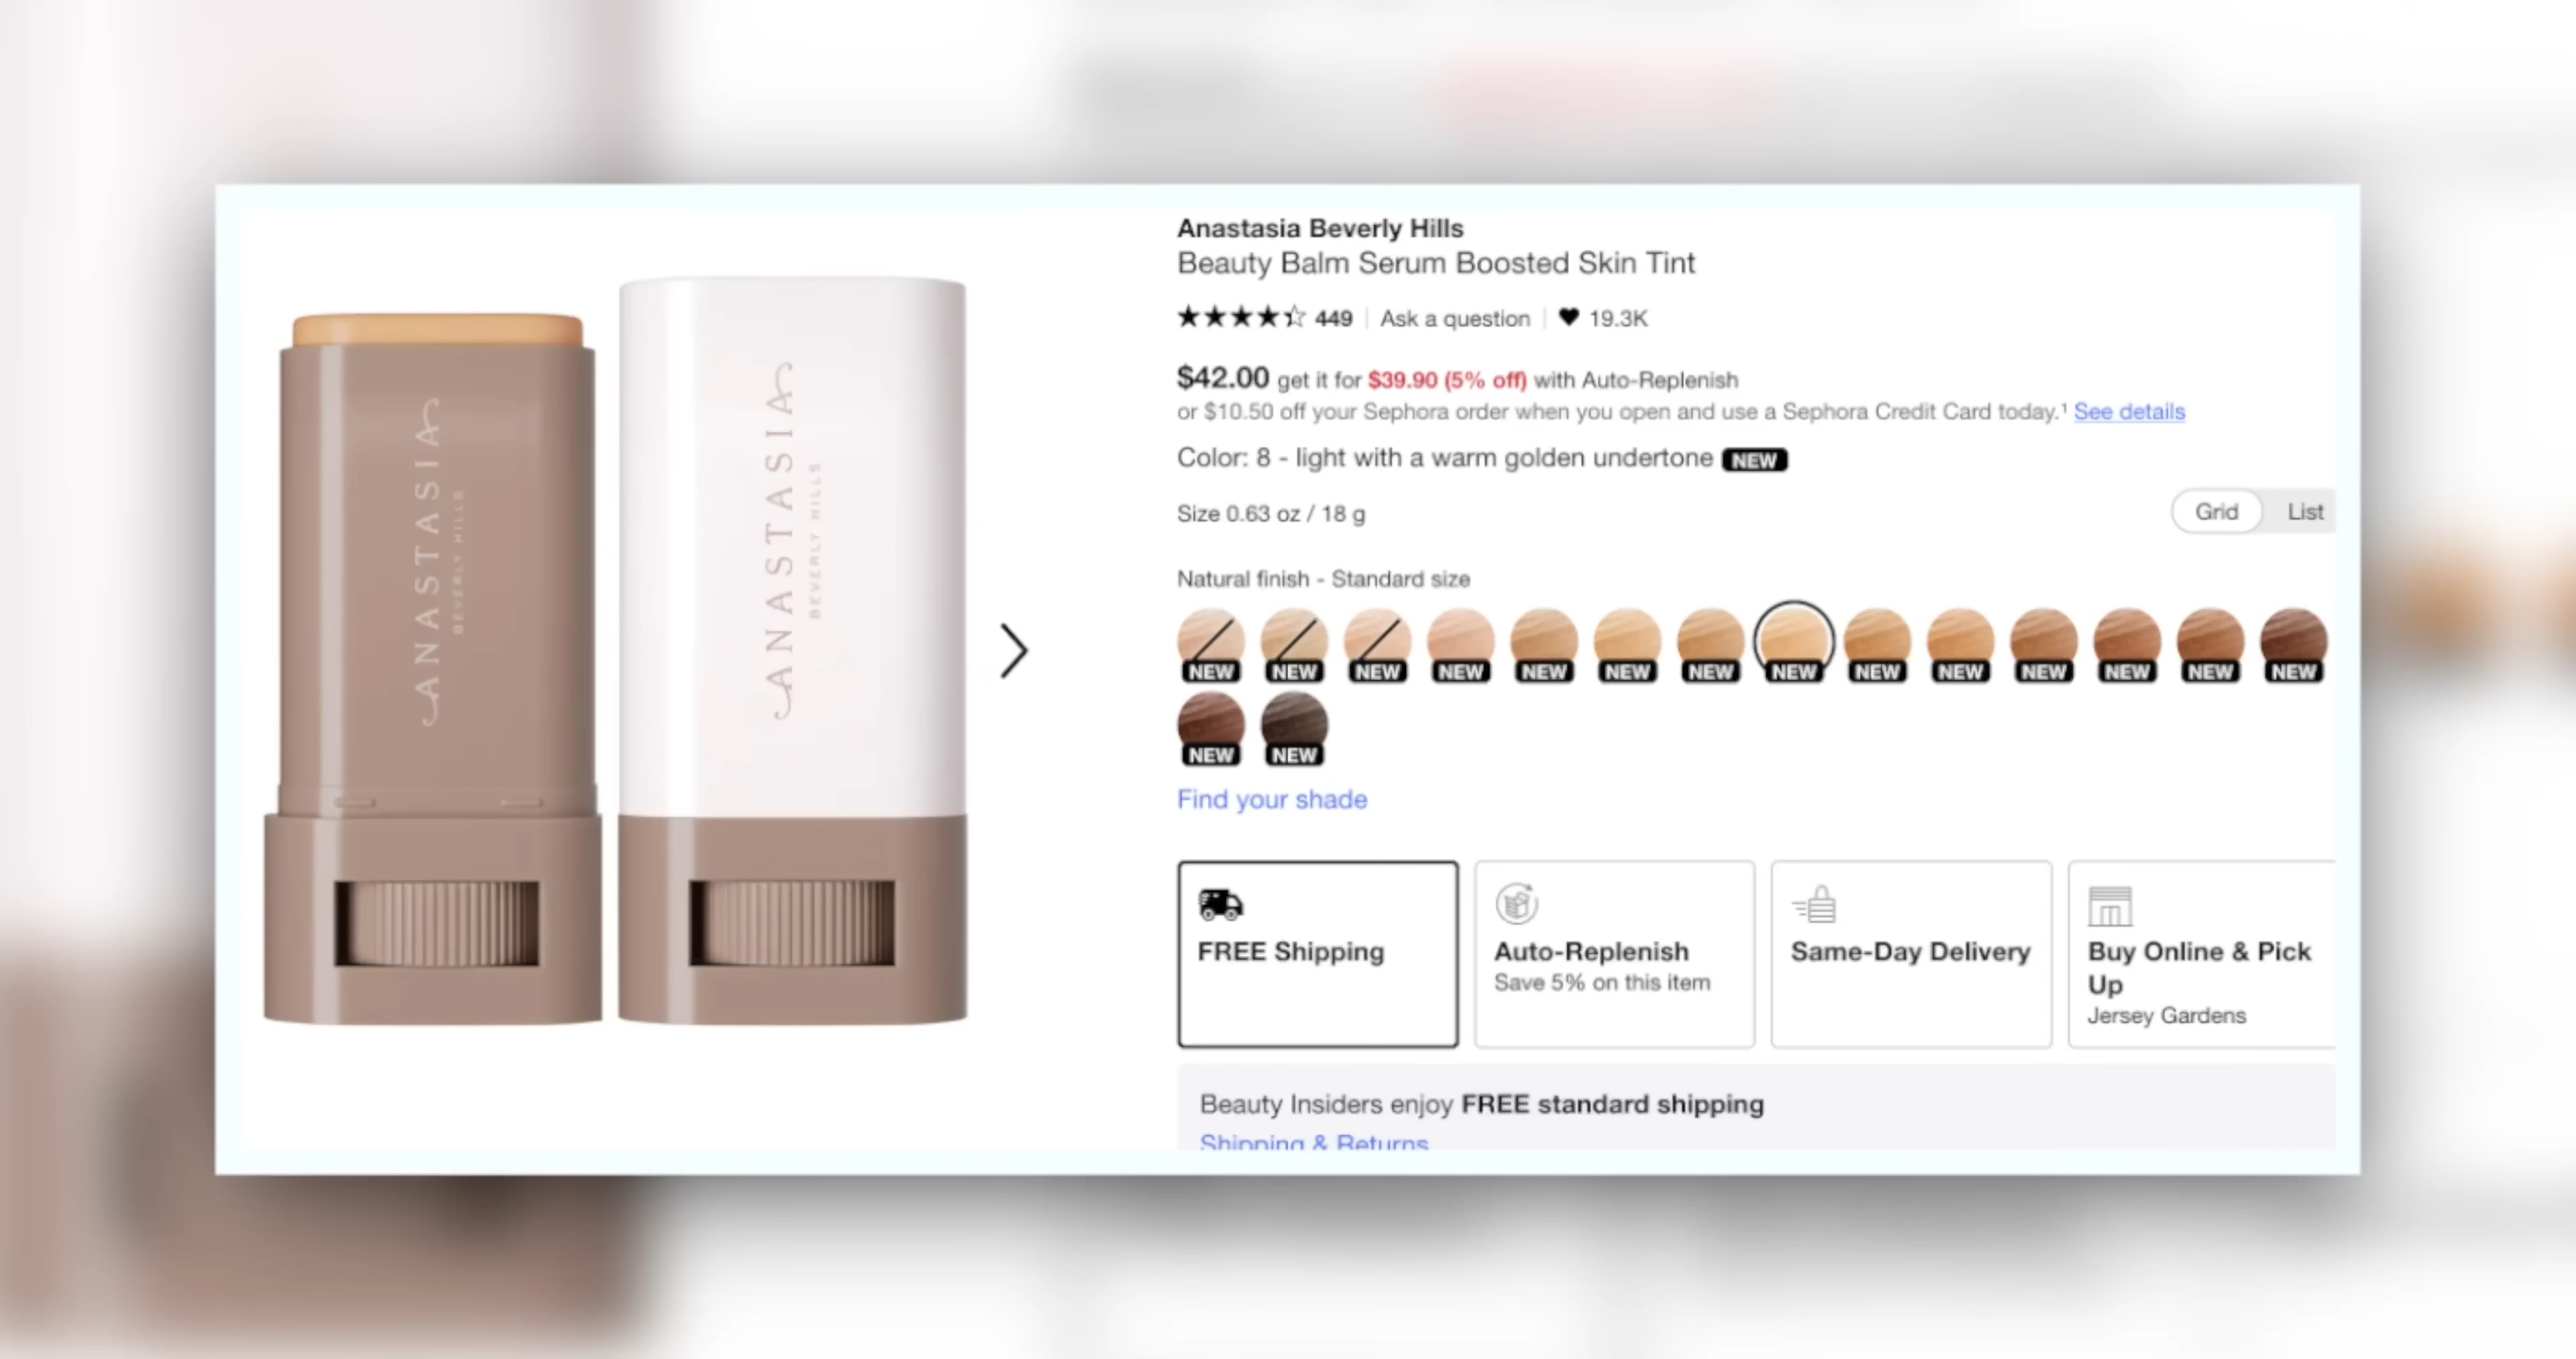 ANASTASIA
BEVERLY HILLS
ANASTASIA
BEVERLY HILLS
Anastasia Beverly Hills
Beauty Balm Serum Boosted Skin Tint
449 | Ask a question | 19.3K
$42.00 get it for $39.90 (5% off) with Auto-Replenish
or $10.50 off your Sephora order when you open and use a Sephora Credit Card today.¹ See details
Color: 8 - light with a warm golden undertone NEW
Size 0.63 oz / 18 g
Grid List
Natural finish - Standard size
NEW NEW NEW NEW NEW NEW NEW NEW NEW NEW NEW NEW NEW NEW
NEW NEW
Find your shade
FREE Shipping
Auto-Replenish
Save 5% on this item
Same-Day Delivery
Buy Online & Pick
Up
Jersey Gardens
Beauty Insiders enjoy FREE standard shipping
Shipping & Returns